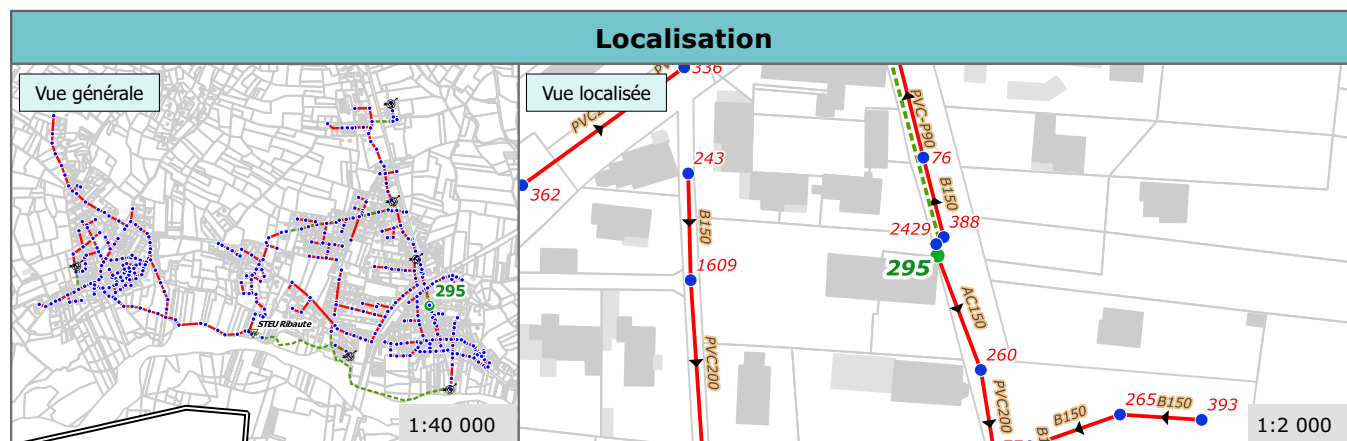 Localisation
Vue générale
295
STEU Ribaute
1:40 000
Vue localisée
336
362
243
B150
1609
PVC200
PVC-P90
76
B150
2429
388
295
AC150
260
PVC200
265
B150
393
B150
1:2 000